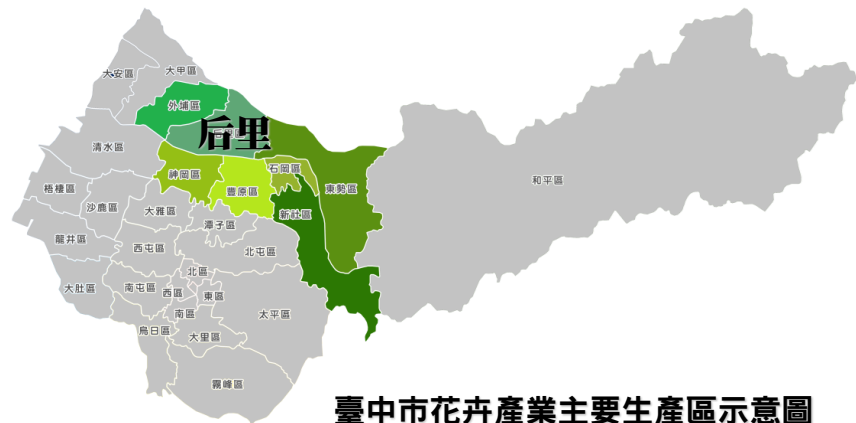 大甲區
大安區
外埔區
后里
清水區
神岡區
石岡區
和平區
梧棲區
豐原區
東勢區
沙鹿區
大雅區
新社區
潭子區
龍井區
西屯區
北屯區
北區
大肚區
南屯區
西區
東區
南區
太平區
烏日區
大里區
霧峰區
臺中市花卉產業主要生產區示意圖